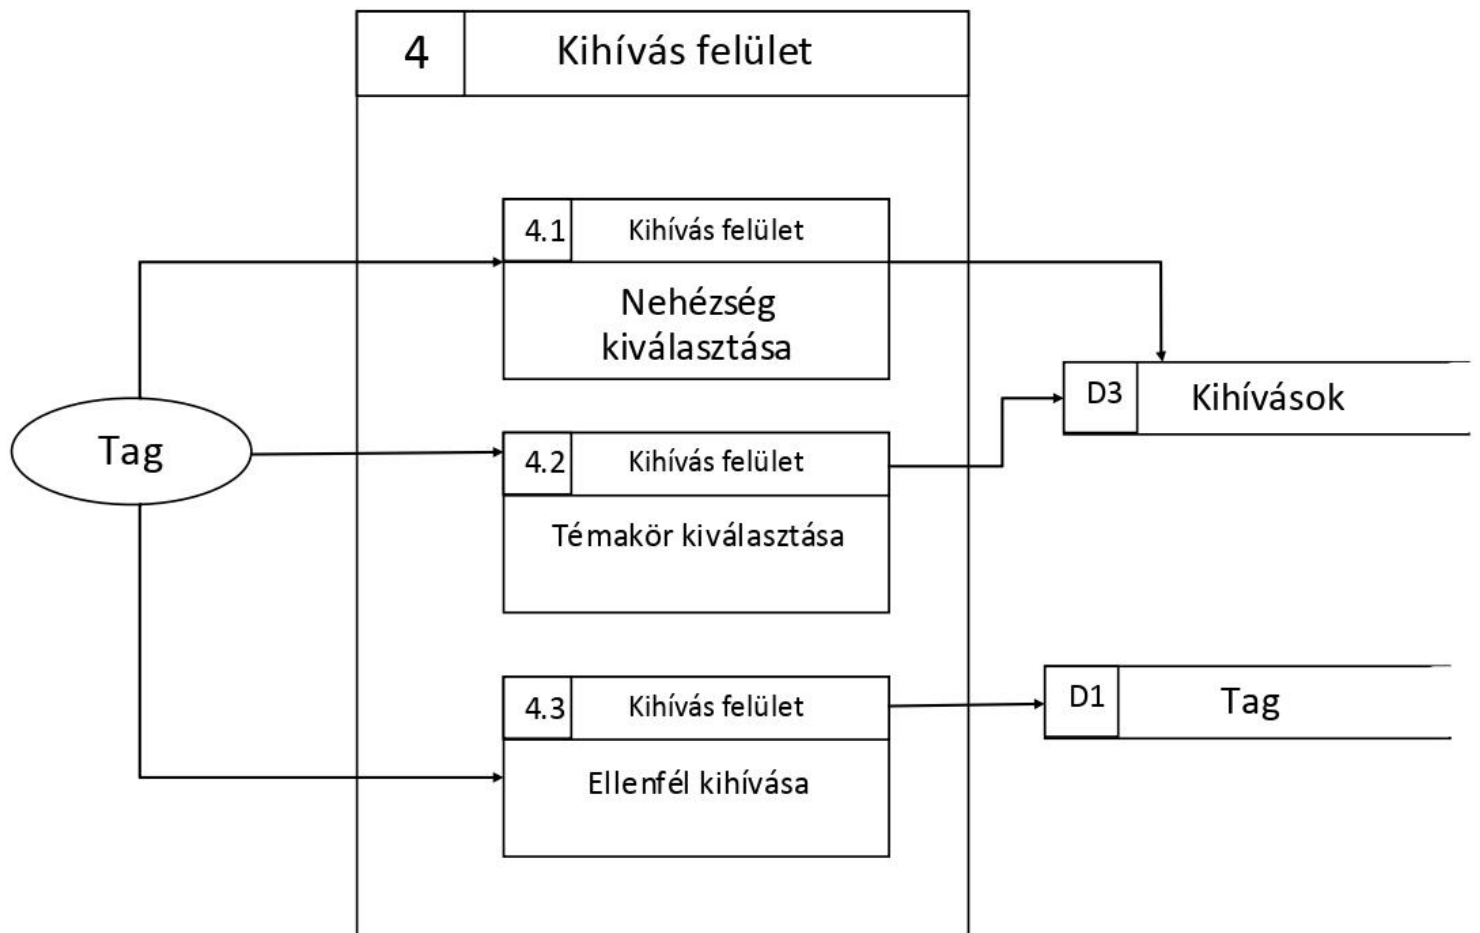 4 Kihívás felület
4.1 Kihívás felület
Nehézség
kiválasztása
D3 Kihívások
Tag
4.2 Kihívás felület
Témakör kiválasztása
4.3 Kihívás felület
Ellenfél kihívása
D1 Tag